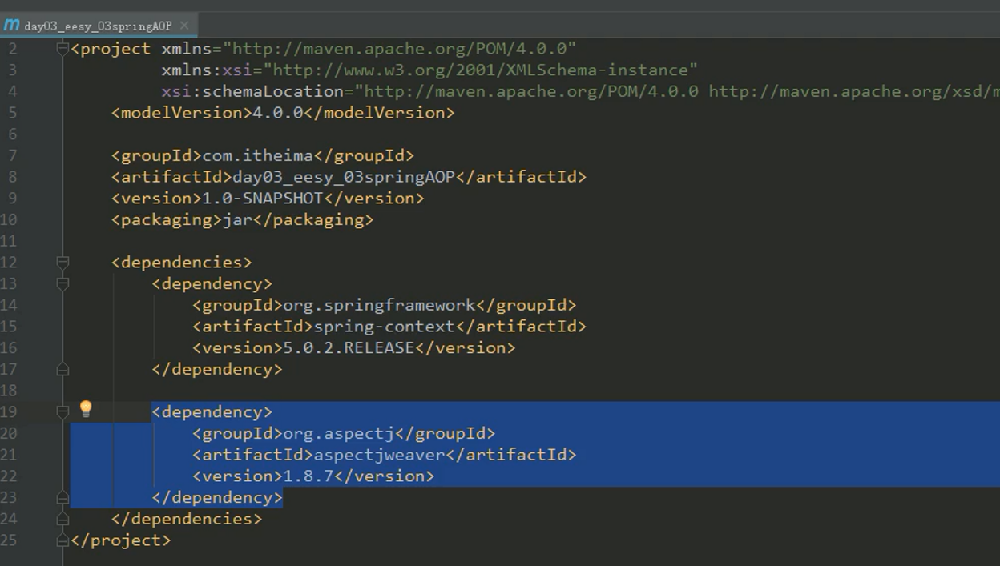 m day03_eesy_03springAOP ×
2 <project xmlns="http://maven.apache.org/POM/4.0.0"
3 xmlns:xsi="http://www.w3.org/2001/XMLSchema-instance"
4 xsi:schemaLocation="http://maven.apache.org/POM/4.0.0 http://maven.apache.org/xsd/m
5 <modelVersion>4.0.0</modelVersion>
6
7 <groupId>com.itheima</groupId>
8 <artifactId>day03_eesy_03springAOP</artifactId>
9 <version>1.0-SNAPSHOT</version>
10 <packaging>jar</packaging>
11
12 <dependencies>
13 <dependency>
14 <groupId>org.springframework</groupId>
15 <artifactId>spring-context</artifactId>
16 <version>5.0.2.RELEASE</version>
17 </dependency>
18
19 <dependency>
20 <groupId>org.aspectj</groupId>
21 <artifactId>aspectjweaver</artifactId>
22 <version>1.8.7</version>
23 </dependency>
24 </dependencies>
25 </project>